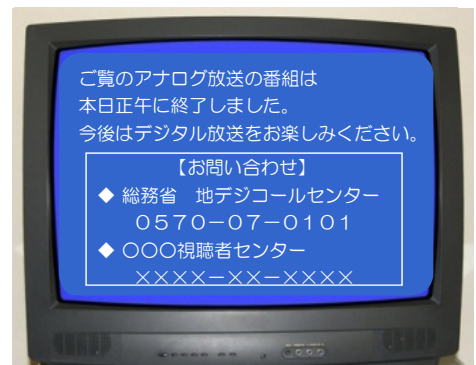 ご覧のアナログ放送の番組は
本日正午に終了しました。
今後はデジタル放送をお楽しみください。
【お問い合わせ】
◆ 総務省 地デジコールセンター
0570-07-0101
◆ 〇〇〇視聴者センター
××××-××-××××